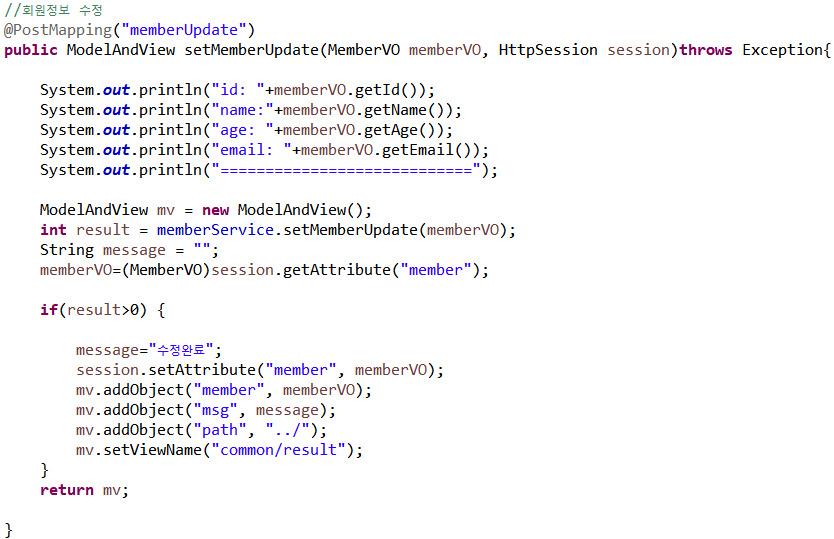 //회원정보 수정
@PostMapping("memberUpdate")
public ModelAndView setMemberUpdate(MemberVO memberVO, HttpSession session)throws Exception{
System.out.println("id: "+memberVO.getId());
System.out.println("name:"+memberVO.getName());
System.out.println("age: "+memberVO.getAge());
System.out.println("email: "+memberVO.getEmail());
System.out.println("============================");
ModelAndView mv = new ModelAndView();
int result = memberService.setMemberUpdate(memberVO);
String message = "";
memberVO=(MemberVO)session.getAttribute("member");
if(result>0) {
message="수정완료";
session.setAttribute("member", memberVO);
mv.addObject("member", memberVO);
mv.addObject("msg", message);
mv.addObject("path", "../");
mv.setViewName("common/result");
}
return mv;
}